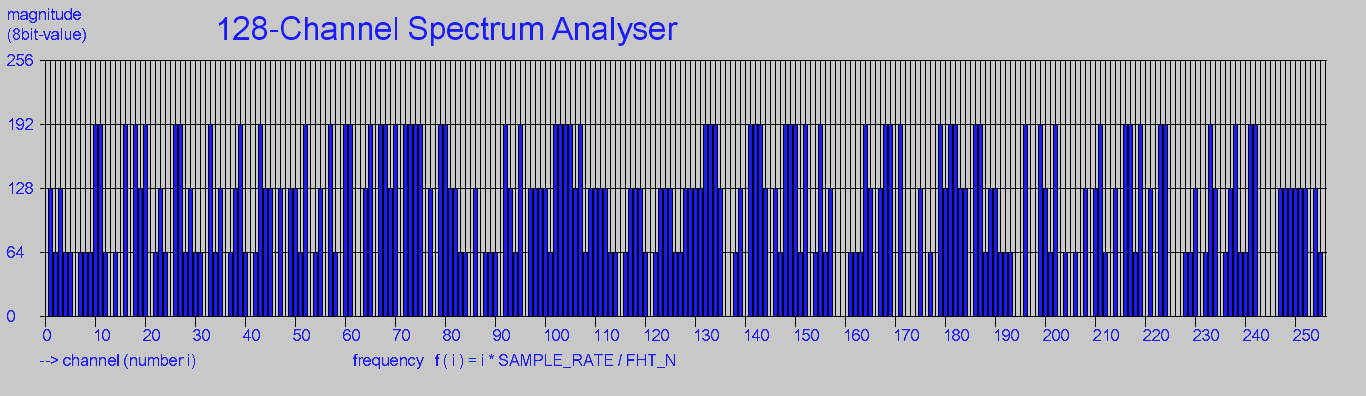 magnitude
(8bit-value)
128-Channel Spectrum Analyser
256
192
128
64
0
0 10 20 30 40 50 60 70 80 90 100 110 120 130 140 150 160 170 180 190 200 210 220 230 240 250
--> channel (number i)
frequency f ( i ) = i * SAMPLE_RATE / FHT_N